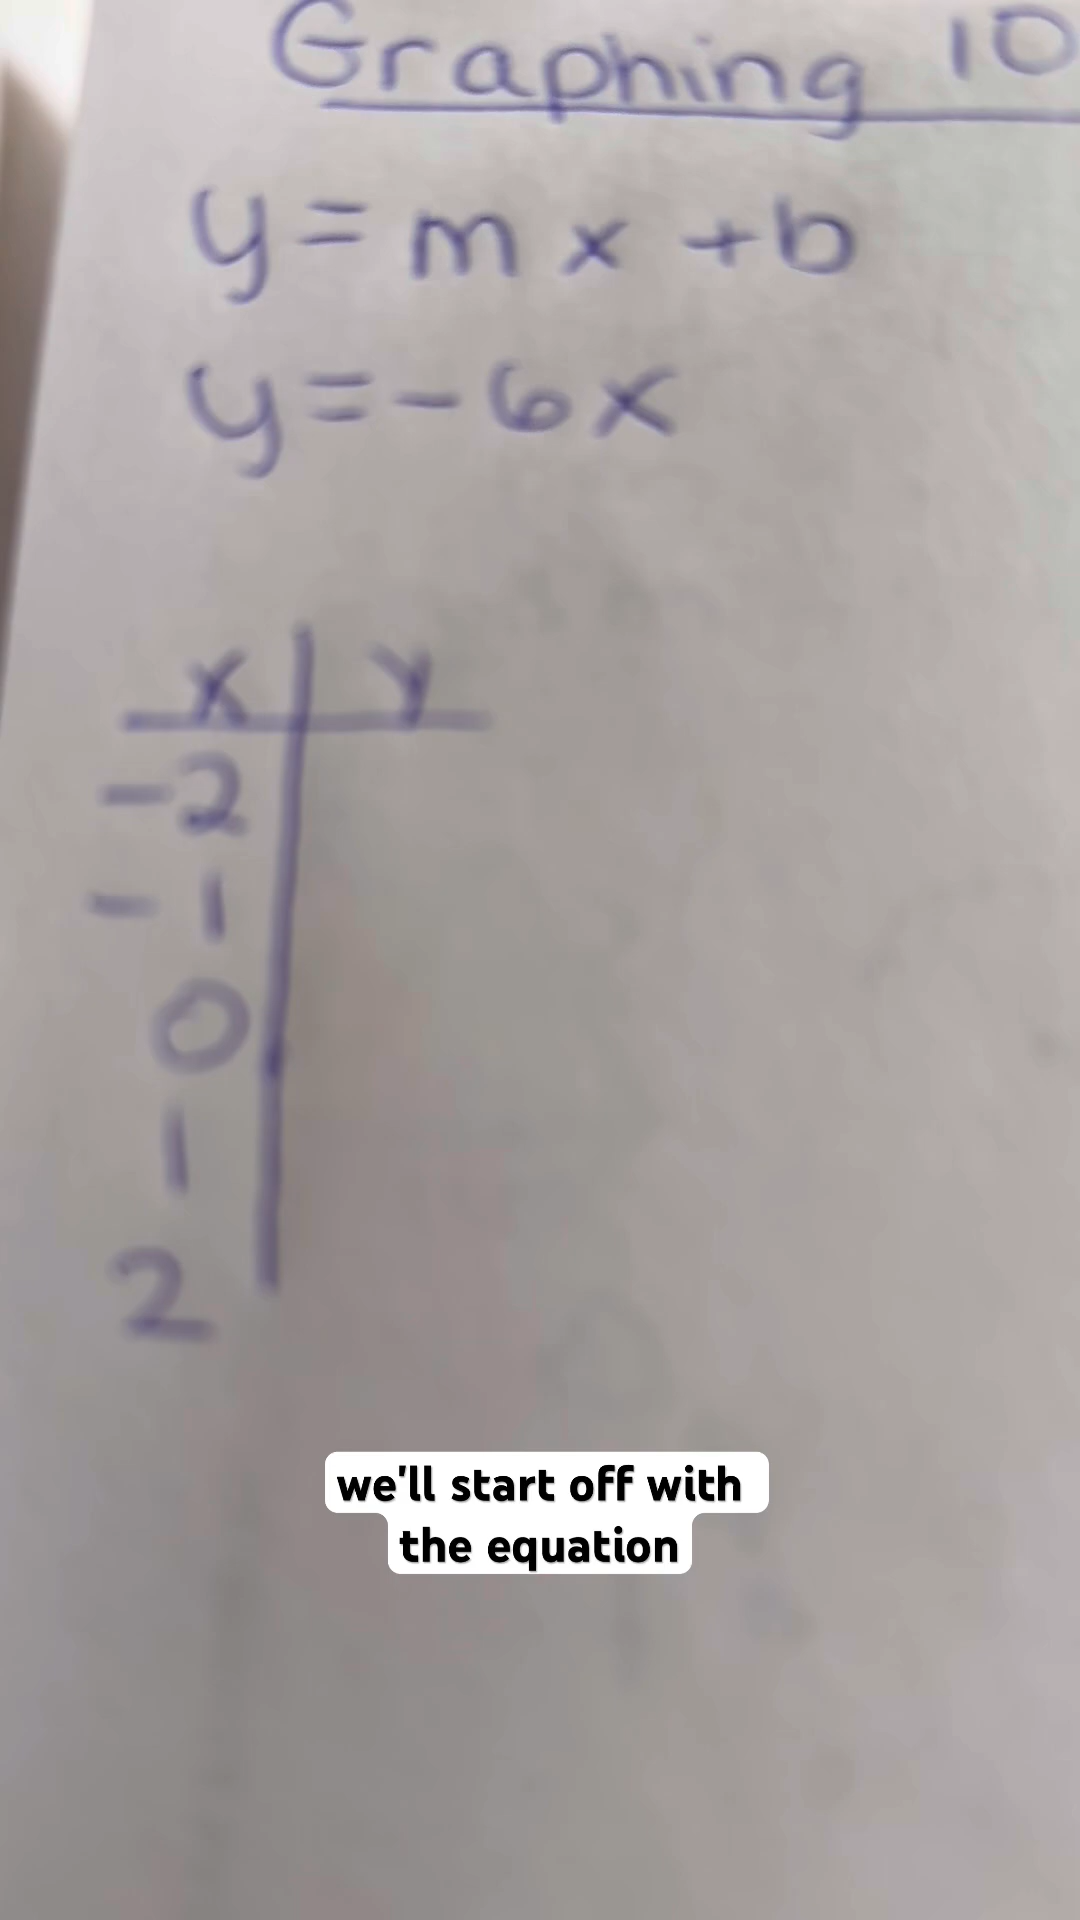 Graphing 10
y = mx + b
y = -6x
x y
-2
-1
0
1
2
we'll start off with
the equation